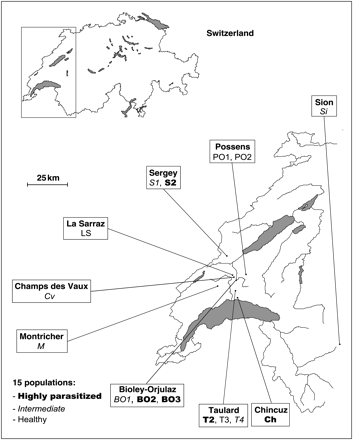 Switzerland
Sion
Si
Possens
PO1, PO2
Sergey
S1, S2
25 km
La Sarraz
LS
Champs des Vaux
Cv
Montricher
M
15 populations:
- Highly parasitized
- Intermediate
- Healthy
Bioley-Orjulaz
BO1, BO2, BO3
Taulard
T2, T3, T4
Chincuz
Ch